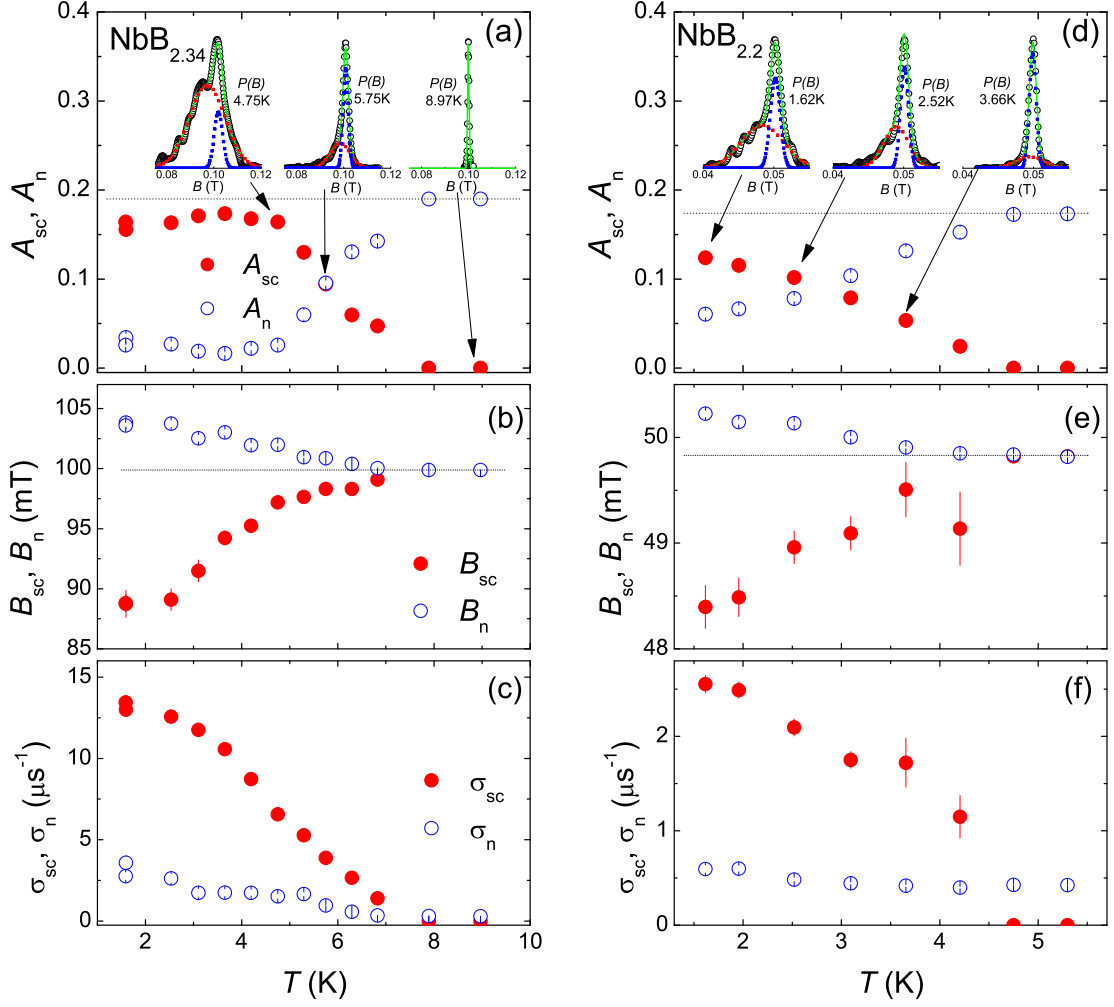 NbB2.34
(a)
P(B)
4.75K
P(B)
5.75K
P(B)
8.97K
0.08 0.10 0.12
B (T)
0.08 0.10 0.12
B (T)
0.08 0.10 0.12
B (T)
0.4
0.3
0.2
0.1
0.0
Asc, An
Asc
An
(b)
105
100
95
90
85
Bsc, Bn (mT)
Bsc
Bn
(c)
15
10
5
0
σsc, σn (μs-1)
σsc
σn
2 4 6 8 10
T (K)
NbB2.2
(d)
P(B)
1.62K
P(B)
2.52K
P(B)
3.66K
0.04 0.05
B (T)
0.04 0.05
B (T)
0.04 0.05
B (T)
0.4
0.3
0.2
0.1
0.0
Asc, An
(e)
50
49
48
Bsc, Bn (mT)
(f)
2
1
0
σsc, σn (μs-1)
2 3 4 5
T (K)